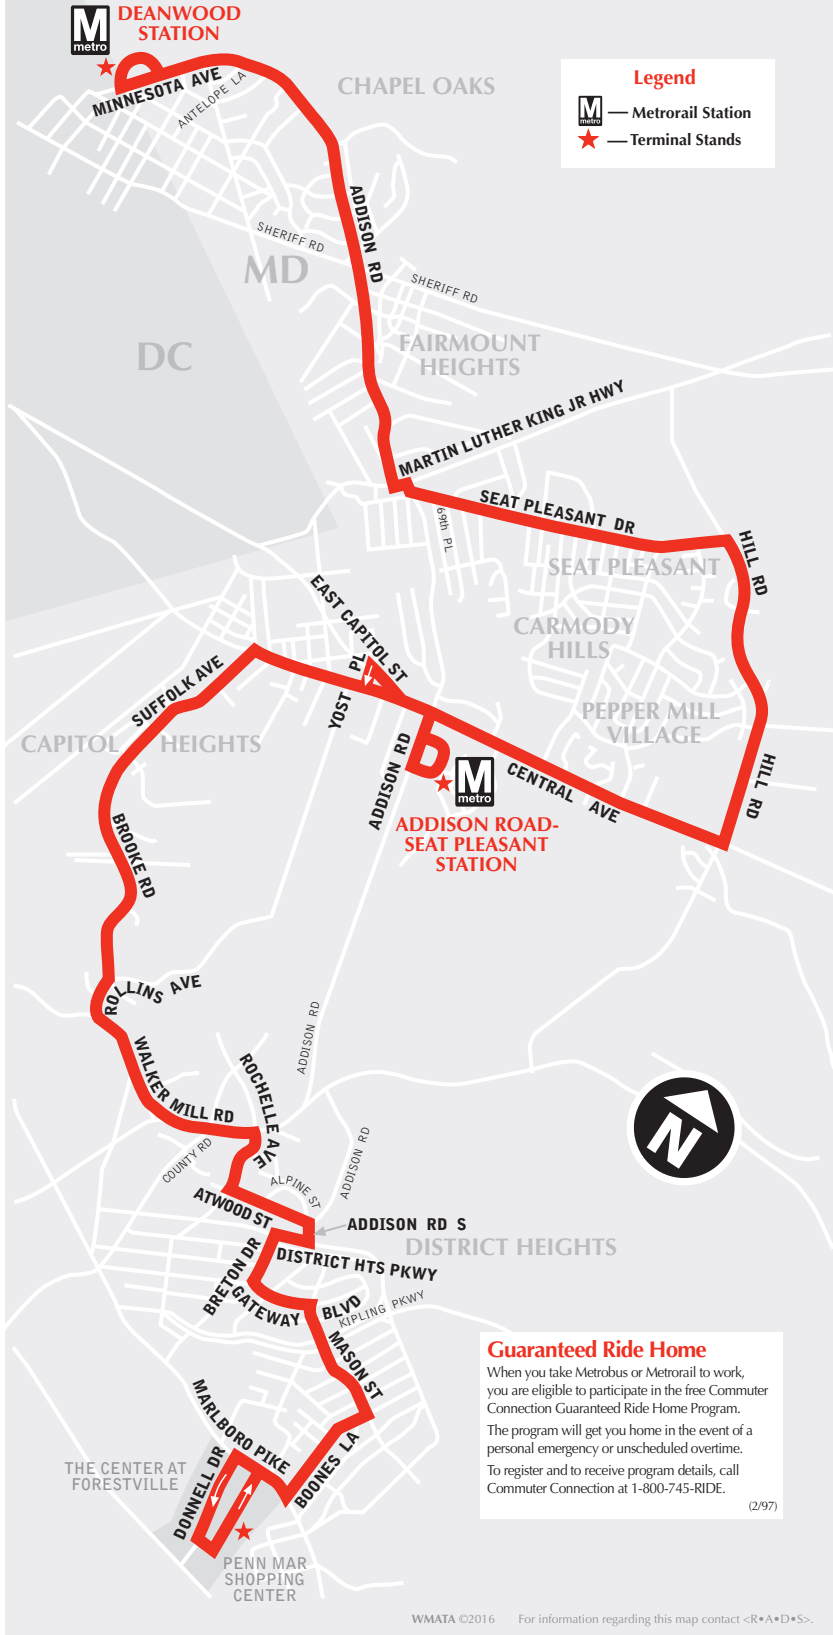 M
metro
DEANWOOD
STATION
MINNESOTA AVE
ANTELOPE LA
CHAPEL OAKS
Legend
M
metro
— Metrorail Station
— Terminal Stands
ADDISON RD
SHERIFF RD
MD
SHERIFF RD
DC
FAIRMOUNT
HEIGHTS
MARTIN LUTHER KING JR HWY
SEAT PLEASANT DR
69th PL
HILL RD
SEAT PLEASANT
EAST CAPITOL ST
CARMODY
HILLS
SUFFOLK AVE
YOST PL
PEPPER MILL
VILLAGE
CAPITOL HEIGHTS
ADDISON RD
M
metro
CENTRAL AVE
HILL RD
ADDISON ROAD-
SEAT PLEASANT
STATION
BROOKE RD
ROLLINS AVE
ADDISON RD
WALKER MILL RD
ROCHELLE AVE
N
COUNTY RD
ADDISON RD
ALPINE ST
ATWOOD ST
ADDISON RD S
DISTRICT HEIGHTS
BRETON DR
DISTRICT HTS PKWY
GATEWAY BLVD
KIPLING PKWY
MASON ST
Guaranteed Ride Home
When you take Metrobus or Metrorail to work,
you are eligible to participate in the free Commuter
Connection Guaranteed Ride Home Program.
The program will get you home in the event of a
personal emergency or unscheduled overtime.
To register and to receive program details, call
Commuter Connection at 1-800-745-RIDE.
(2/97)
MARLBORO PIKE
BOONES LA
THE CENTER AT
FORESTVILLE
DONNELL DR
PENN MAR
SHOPPING
CENTER
WMATA ©2016 For information regarding this map contact <R•A•D•S>.